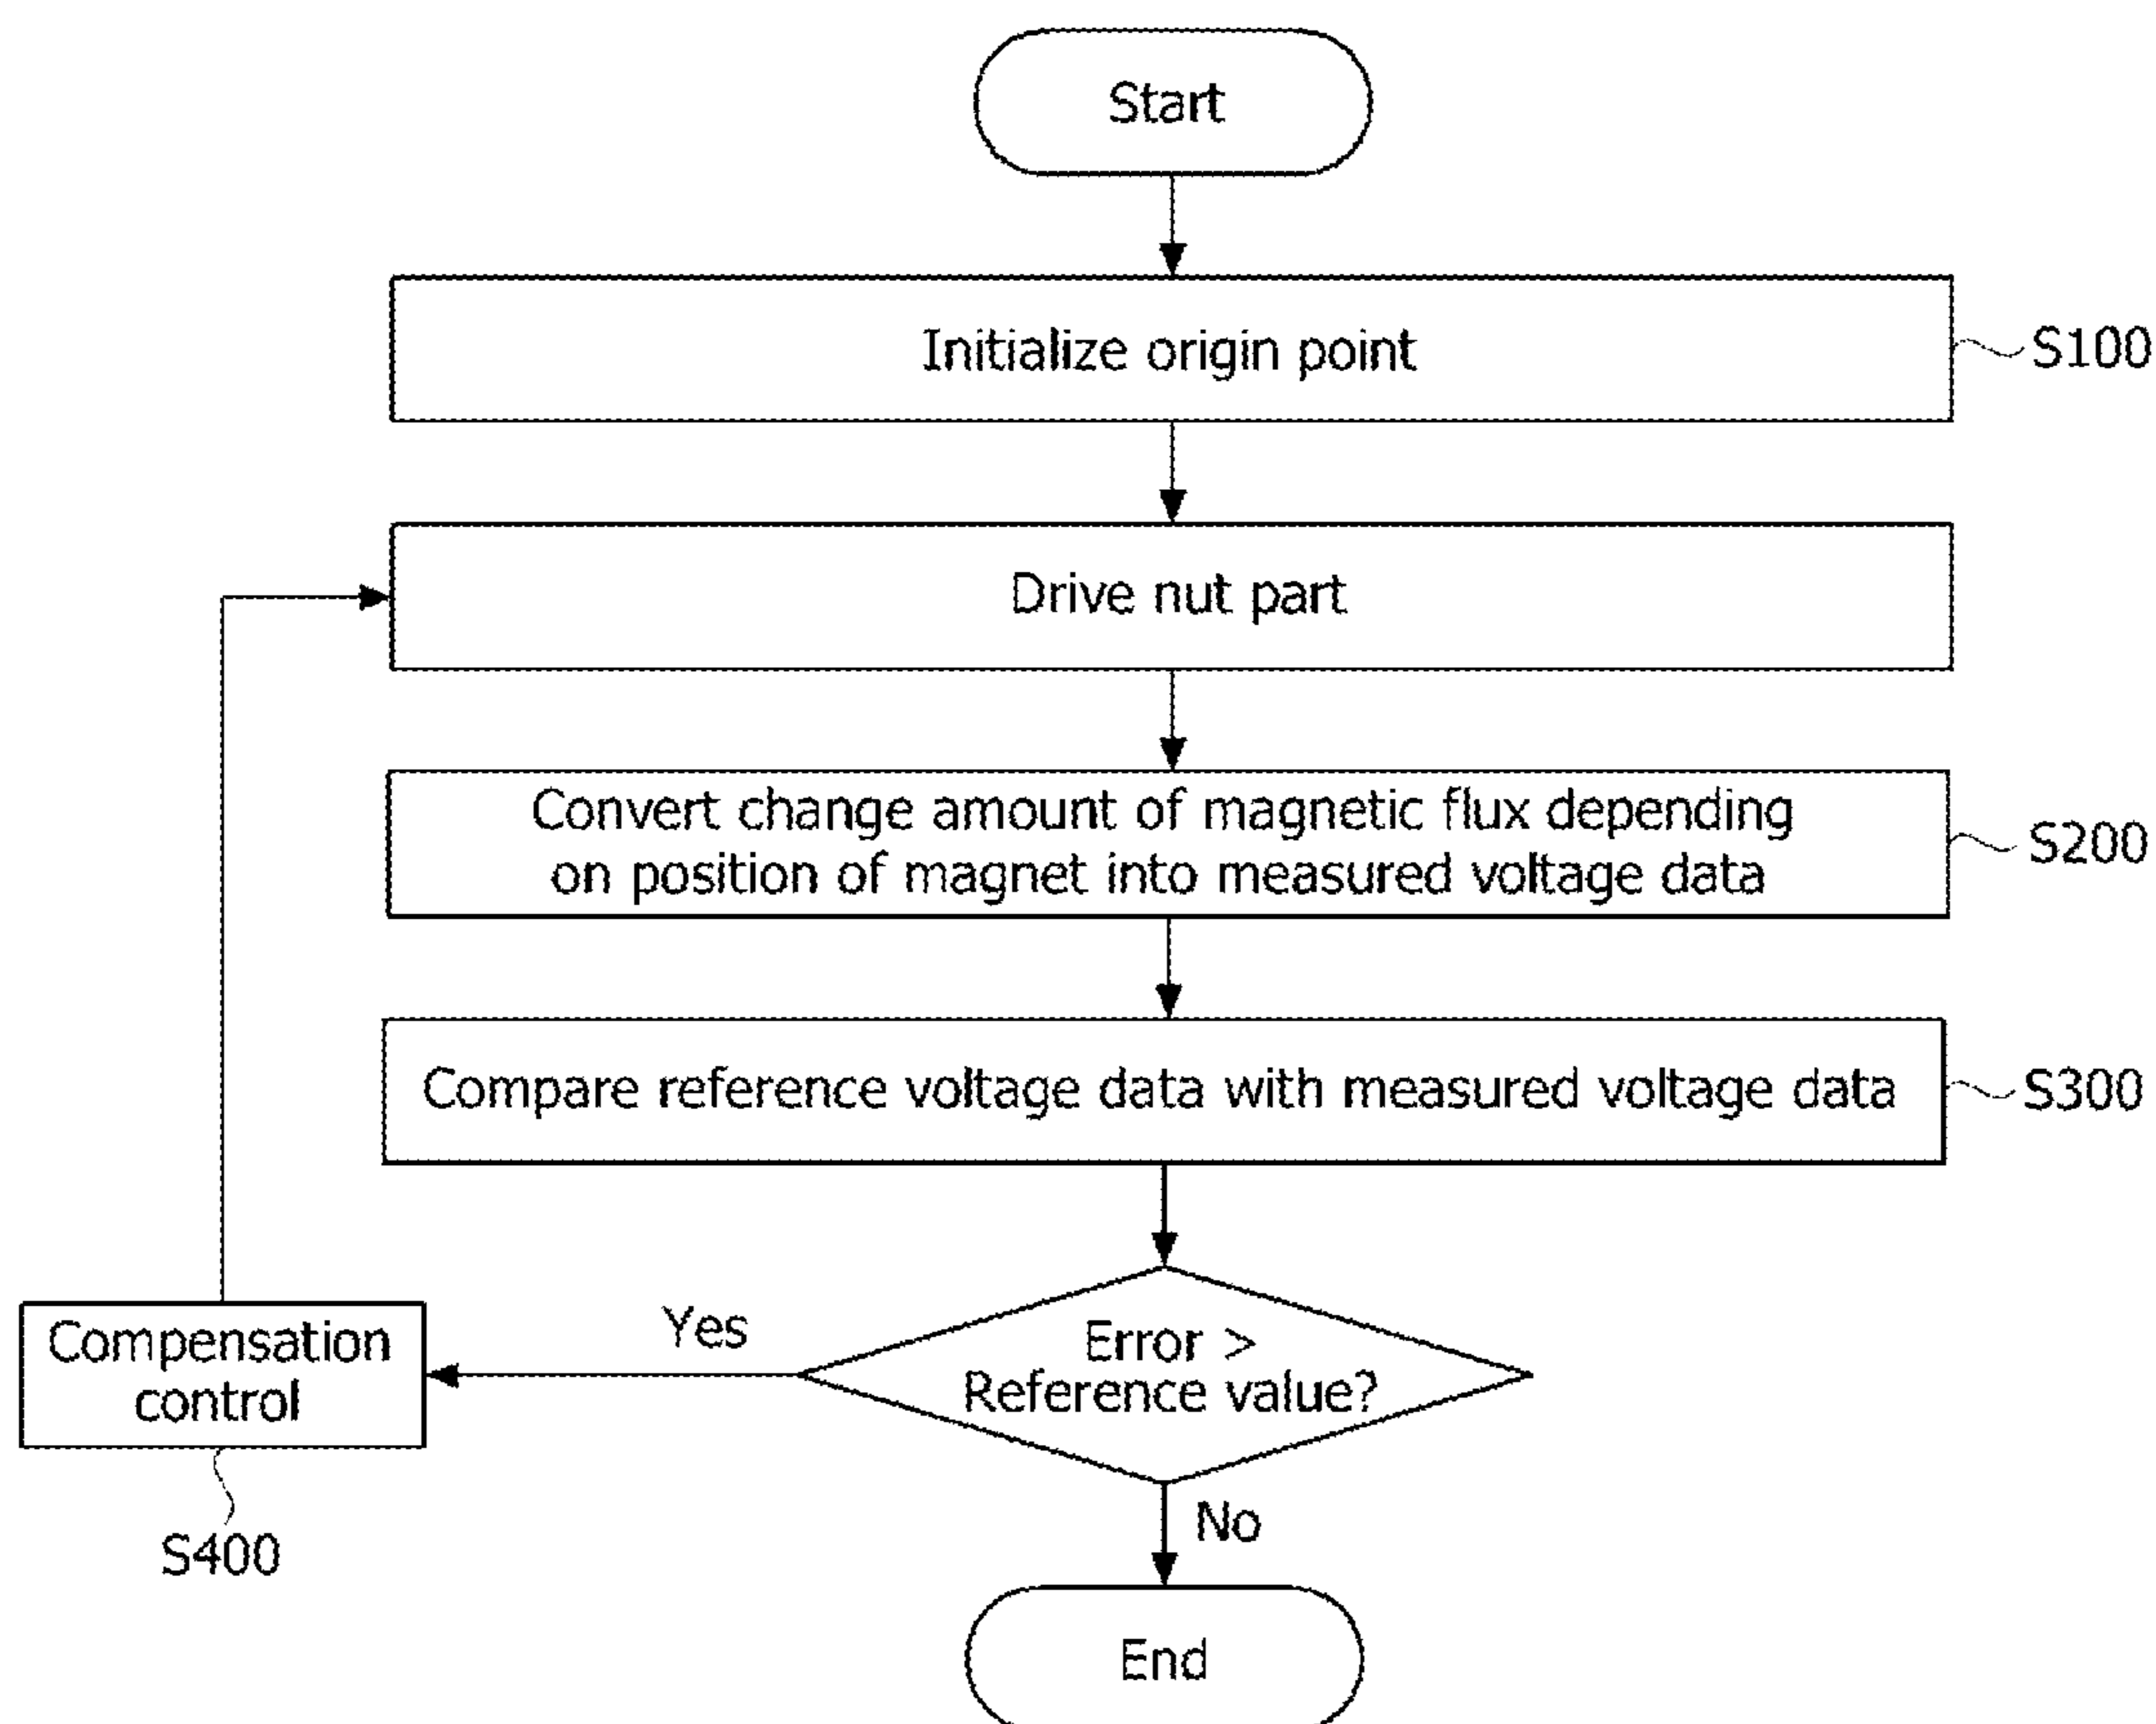 Start
Initialize origin point
S100
Drive nut part
Convert change amount of magnetic flux depending
on position of magnet into measured voltage data
S200
Compare reference voltage data with measured voltage data
S300
Error >
Reference value?
Yes
Compensation
control
S400
No
End